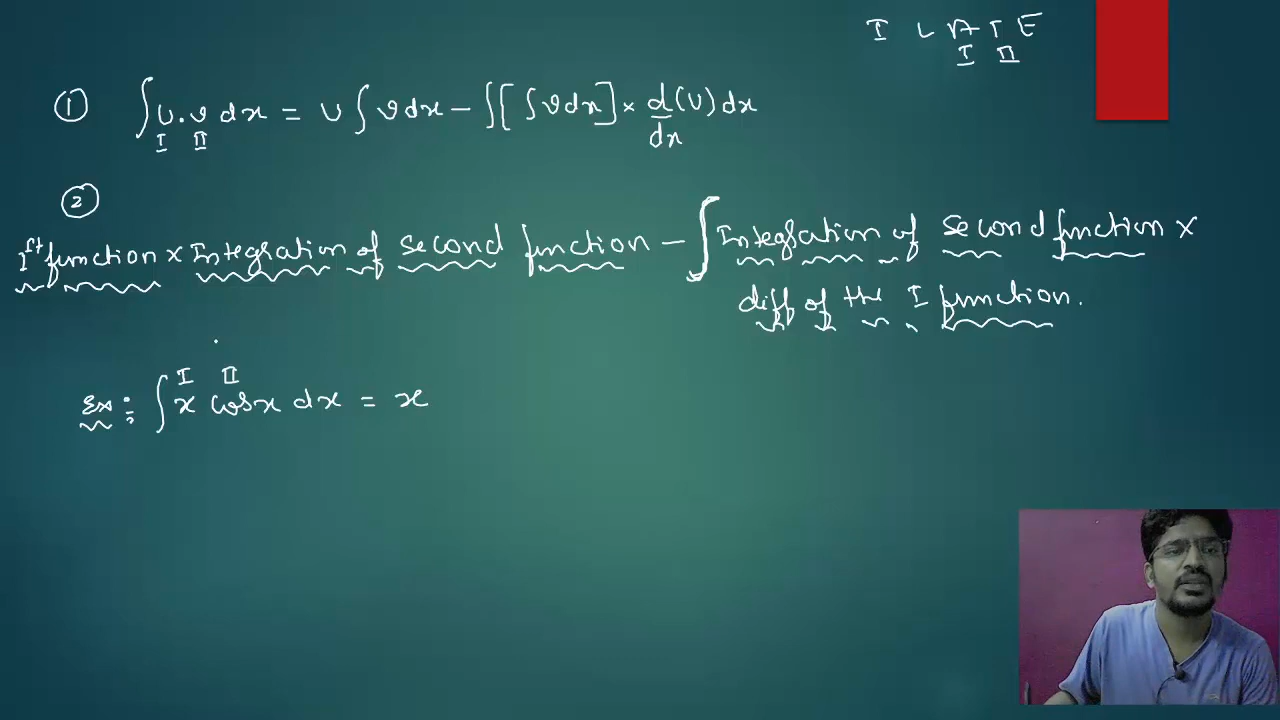 I L A T E
I II
① ∫ U . v dx = U ∫ v dx – ∫ [ ∫ v dx ] × d/dx (U) dx
I II
②
Ist function × Integration of second function – ∫ Integration of second function ×
diff of the I function.
I II
Ex: ∫ x cosx dx = x